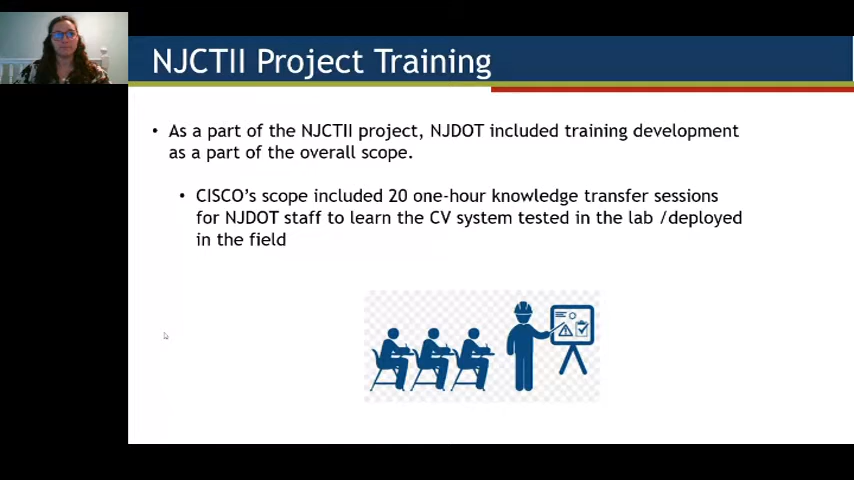 NJCTII Project Training
• As a part of the NJCTII project, NJDOT included training development
as a part of the overall scope.
• CISCO's scope included 20 one-hour knowledge transfer sessions
for NJDOT staff to learn the CV system tested in the lab /deployed
in the field